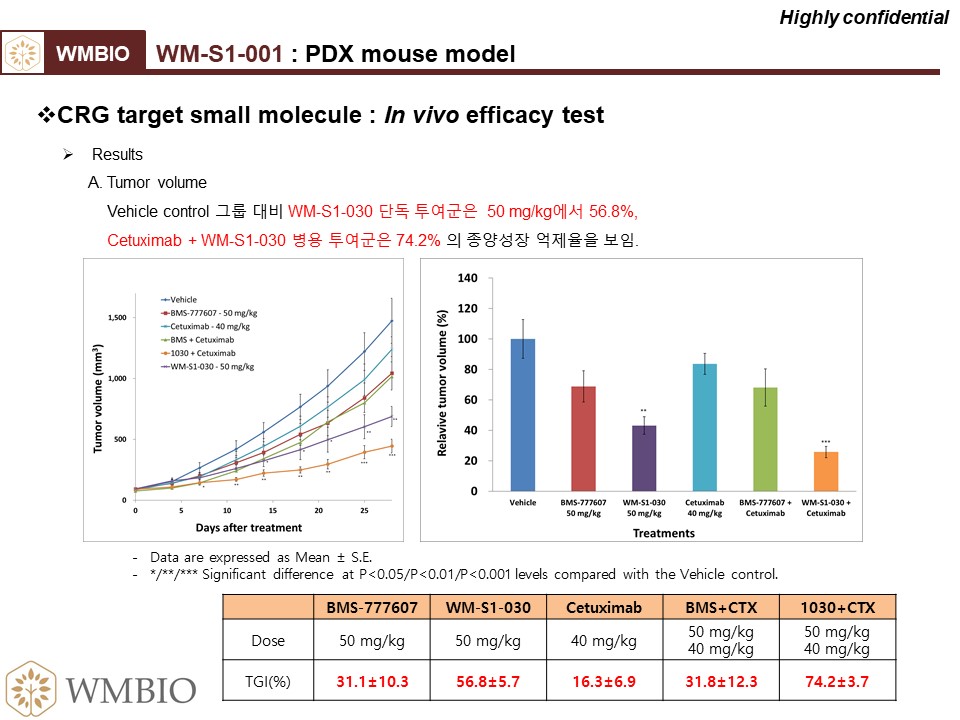 Highly confidential
WMBIO
WM-S1-001 : PDX mouse model
❖CRG target small molecule : In vivo efficacy test
➢ Results
A. Tumor volume
Vehicle control 그룹 대비 WM-S1-030 단독 투여군은 50 mg/kg에서 56.8%,
Cetuximab + WM-S1-030 병용 투여군은 74.2% 의 종양성장 억제율을 보임.
Tumor volume (mm³)
1,500
1,000
500
0
Vehicle
BMS-777607 - 50 mg/kg
Cetuximab - 40 mg/kg
BMS + Cetuximab
1030 + Cetuximab
WM-S1-030 - 50 mg/kg
0 5 10 15 20 25
Days after treatment
Relavive tumor volume (%)
140
120
100
80
60
40
20
0
**
***
Vehicle
BMS-777607 50 mg/kg
WM-S1-030 50 mg/kg
Cetuximab 40 mg/kg
BMS-777607 + Cetuximab
WM-S1-030 + Cetuximab
Treatments
- Data are expressed as Mean ± S.E.
- */**/*** Significant difference at P<0.05/P<0.01/P<0.001 levels compared with the Vehicle control.
BMS-777607 WM-S1-030 Cetuximab BMS+CTX 1030+CTX
Dose 50 mg/kg 50 mg/kg 40 mg/kg 50 mg/kg 40 mg/kg 50 mg/kg 40 mg/kg
TGI(%) 31.1±10.3 56.8±5.7 16.3±6.9 31.8±12.3 74.2±3.7
WMBIO